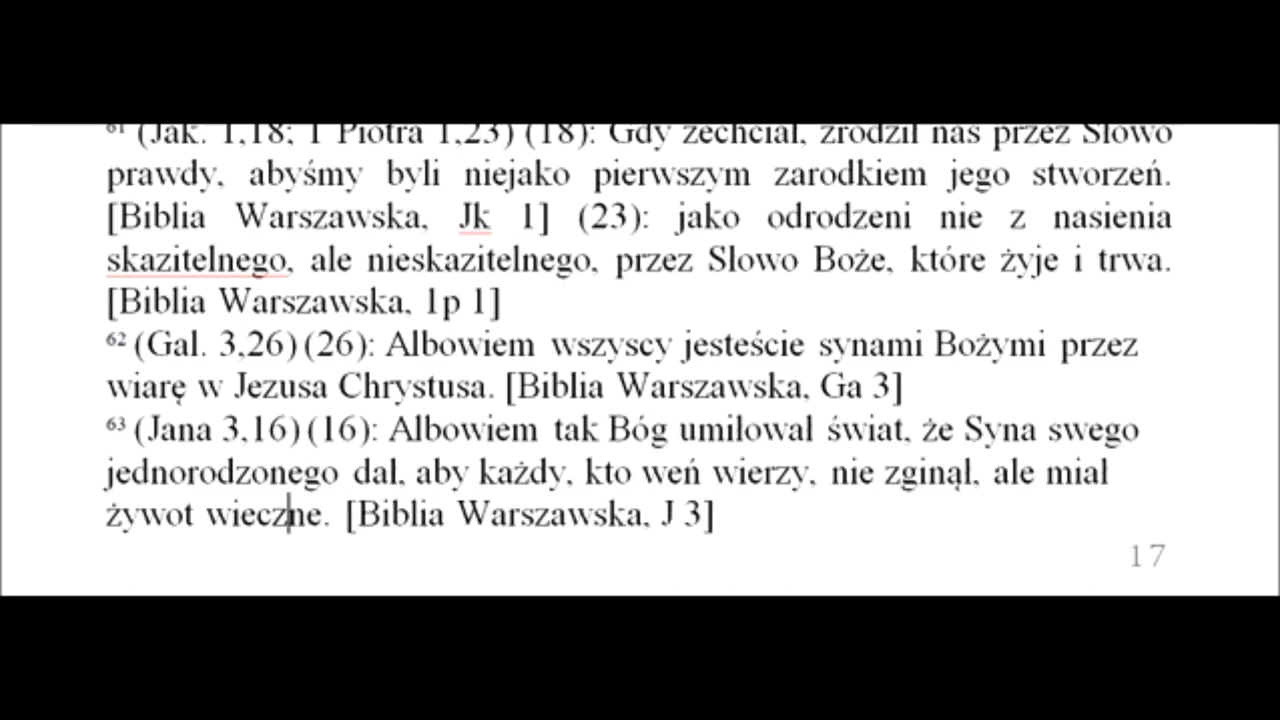 ⁶¹ (Jak. 1,18; 1 Piotra 1,23) (18): Gdy zechciał, zrodził nas przez Słowo
prawdy, abyśmy byli niejako pierwszym zarodkiem jego stworzeń.
[Biblia Warszawska, Jk 1] (23): jako odrodzeni nie z nasienia
skazitelnego, ale nieskazitelnego, przez Słowo Boże, które żyje i trwa.
[Biblia Warszawska, 1p 1]
⁶² (Gal. 3,26) (26): Albowiem wszyscy jesteście synami Bożymi przez
wiarę w Jezusa Chrystusa. [Biblia Warszawska, Ga 3]
⁶³ (Jana 3,16) (16): Albowiem tak Bóg umiłował świat, że Syna swego
jednorodzonego dał, aby każdy, kto weń wierzy, nie zginął, ale miał
żywot wieczne. [Biblia Warszawska, J 3]
17